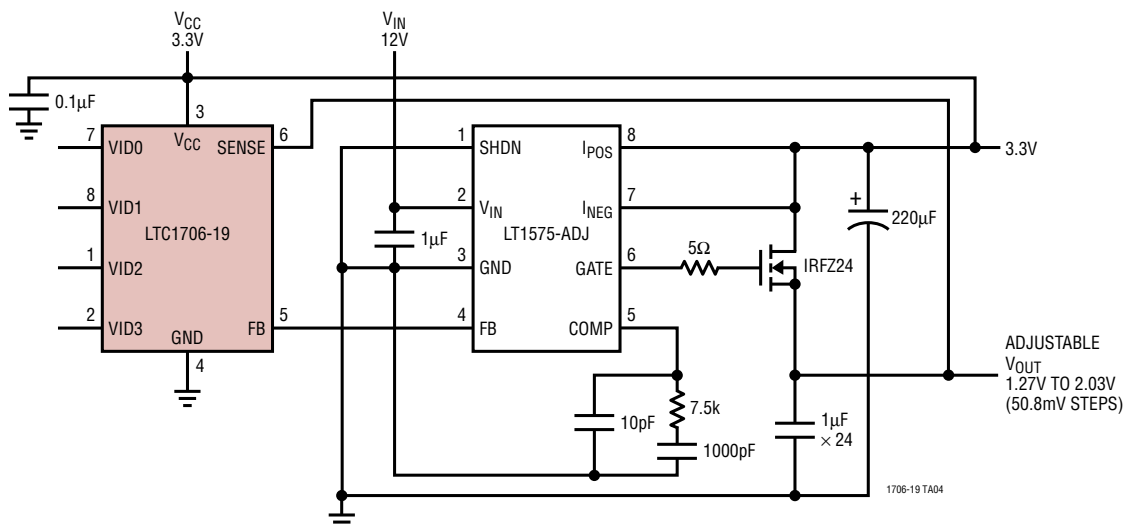 VCC
3.3V
VIN
12V
0.1μF
3
7
VID0
VCC
SENSE
6
8
VID1
LTC1706-19
1
VID2
2
VID3
GND
FB
5
4
1
SHDN
IPOS
8
3.3V
2
VIN
INEG
7
1μF
LT1575-ADJ
+
220μF
3
GND
GATE
6
5Ω
IRFZ24
4
FB
COMP
5
10pF
7.5k
1000pF
1μF
× 24
ADJUSTABLE
VOUT
1.27V TO 2.03V
(50.8mV STEPS)
1706-19 TA04